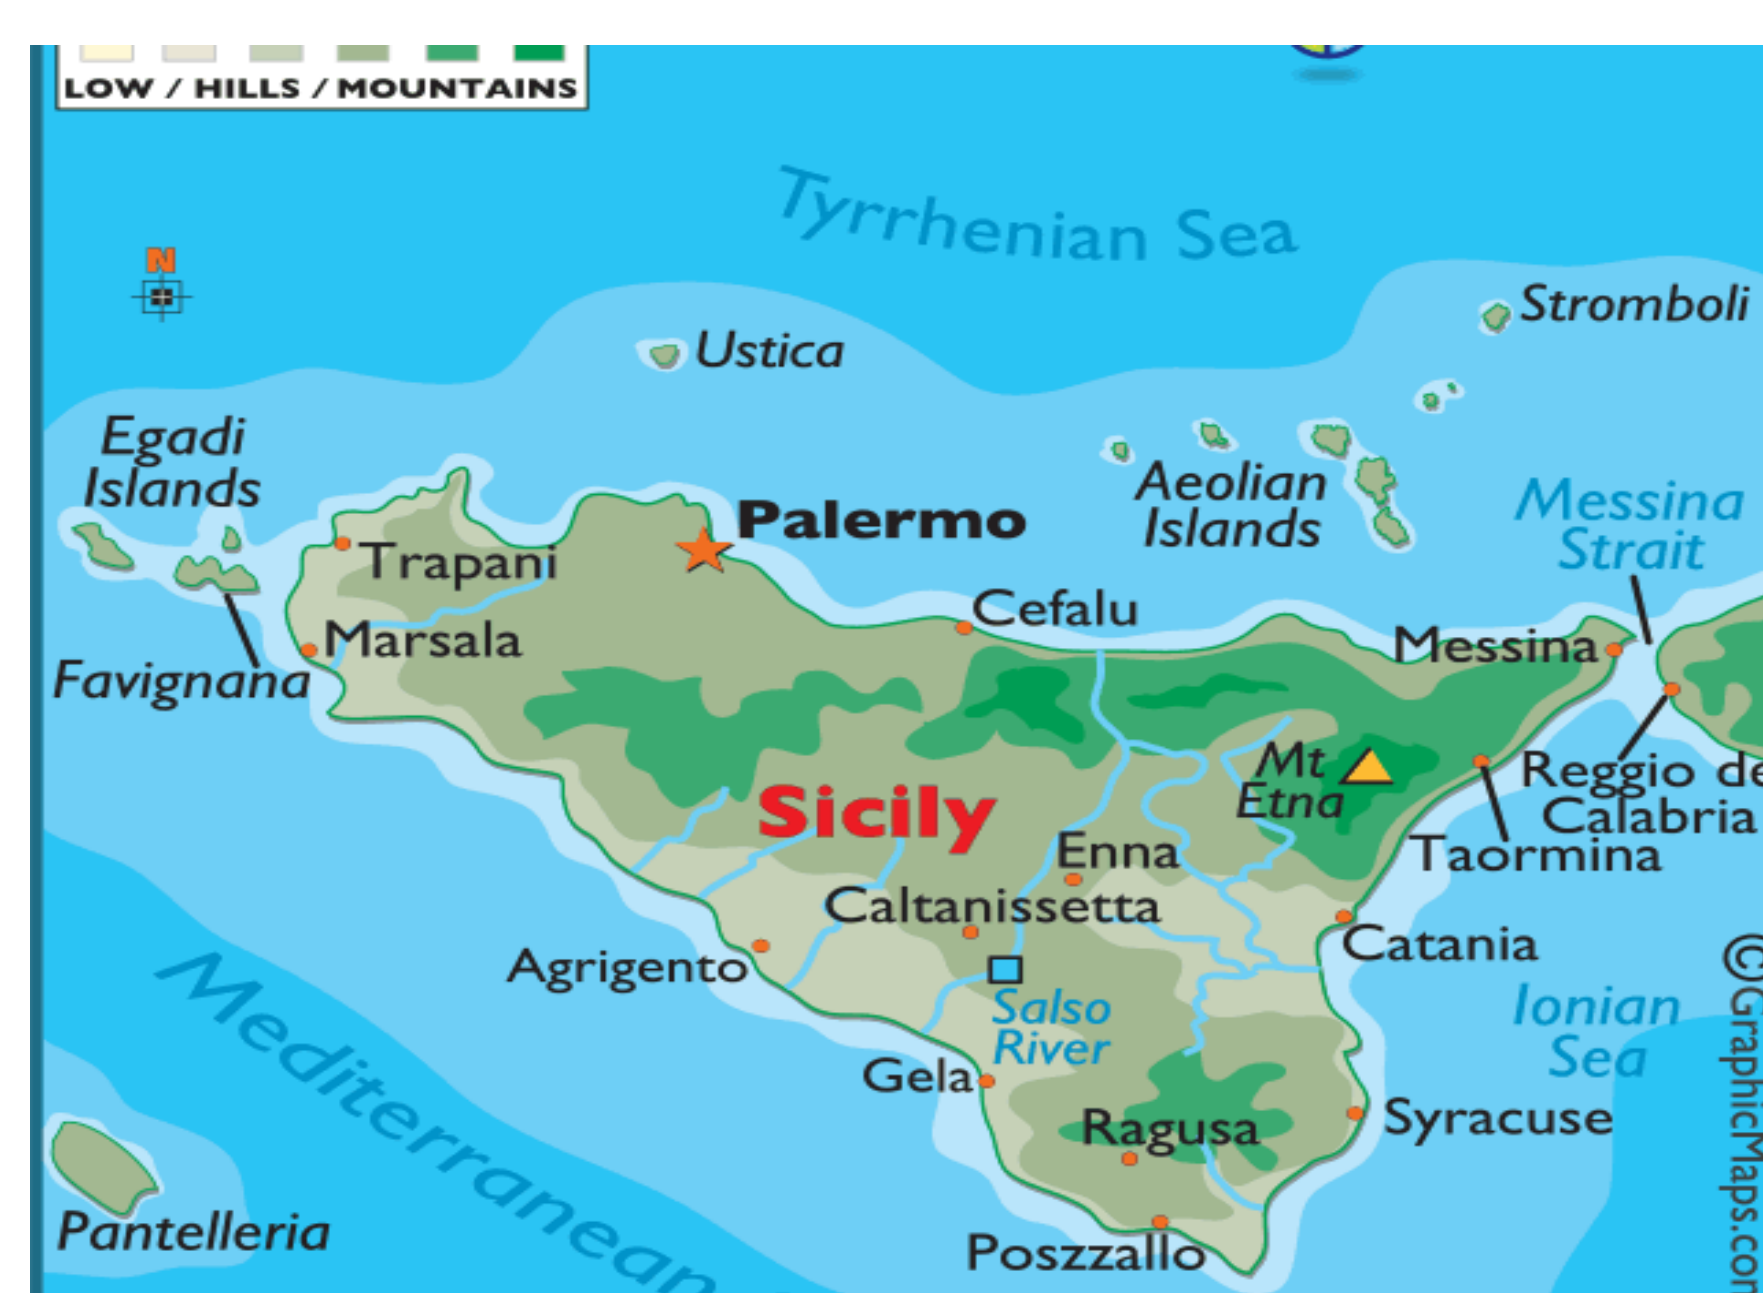 LOW / HILLS / MOUNTAINS
Tyrrhenian Sea
N
Stromboli
Ustica
Egadi
Islands
Aeolian
Islands
Messina
Strait
Palermo
Trapani
Cefalu
Marsala
Messina
Favignana
Mt
Etna
Reggio de
Calabria
Sicily
Enna
Taormina
Caltanissetta
Catania
Agrigento
Salso
River
Ionian
Sea
Gela
Ragusa
Syracuse
Mediterranean
Pantelleria
Poszzallo
©GraphicMaps.com